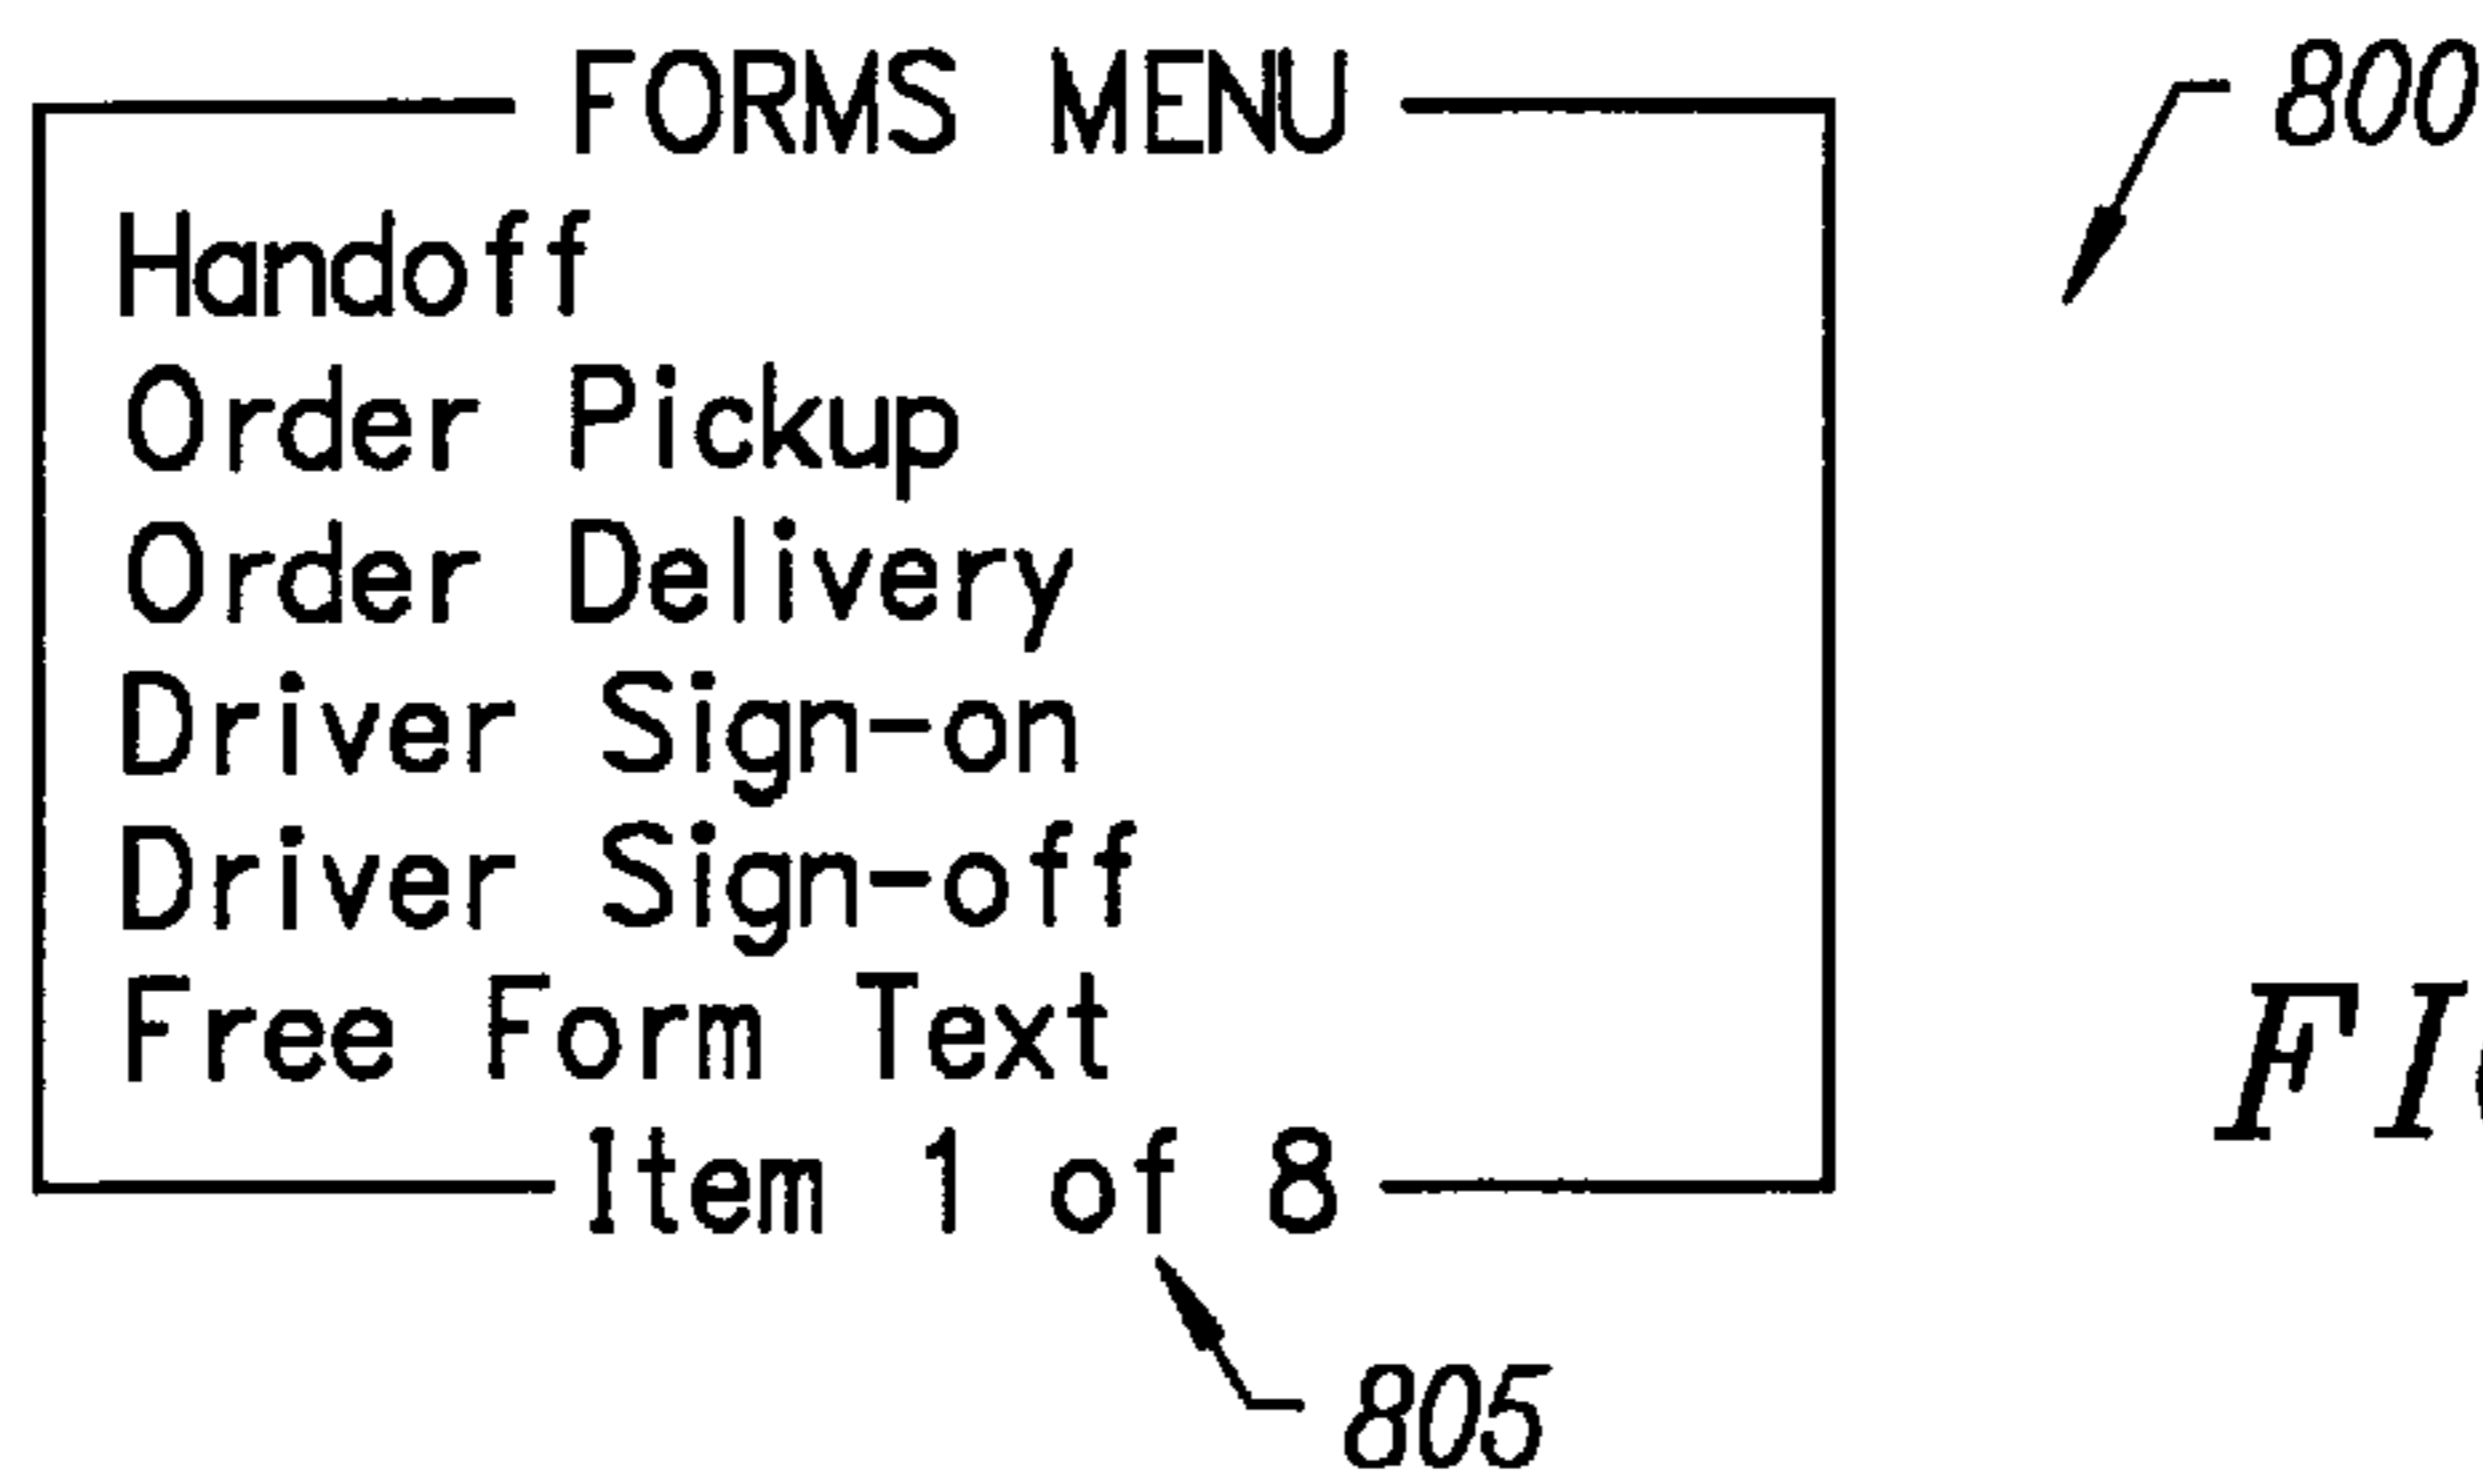 FORMS MENU
800
Handoff
Order Pickup
Order Delivery
Driver Sign-on
Driver Sign-off
Free Form Text
Item 1 of 8
805